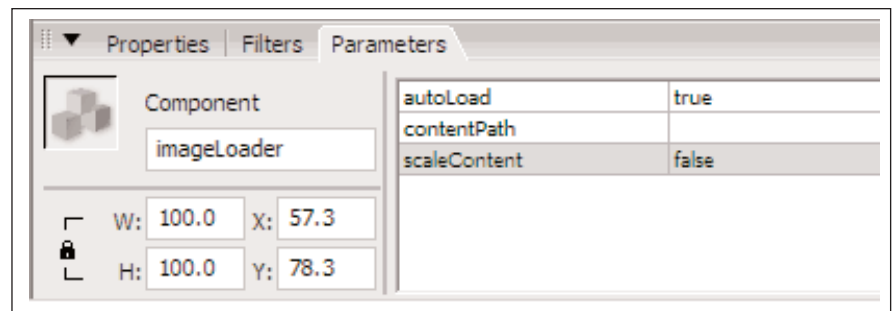 Properties | Filters Parameters
Component
imageLoader
W: 100.0 X: 57.3
H: 100.0 Y: 78.3
autoLoad true
contentPath
scaleContent false